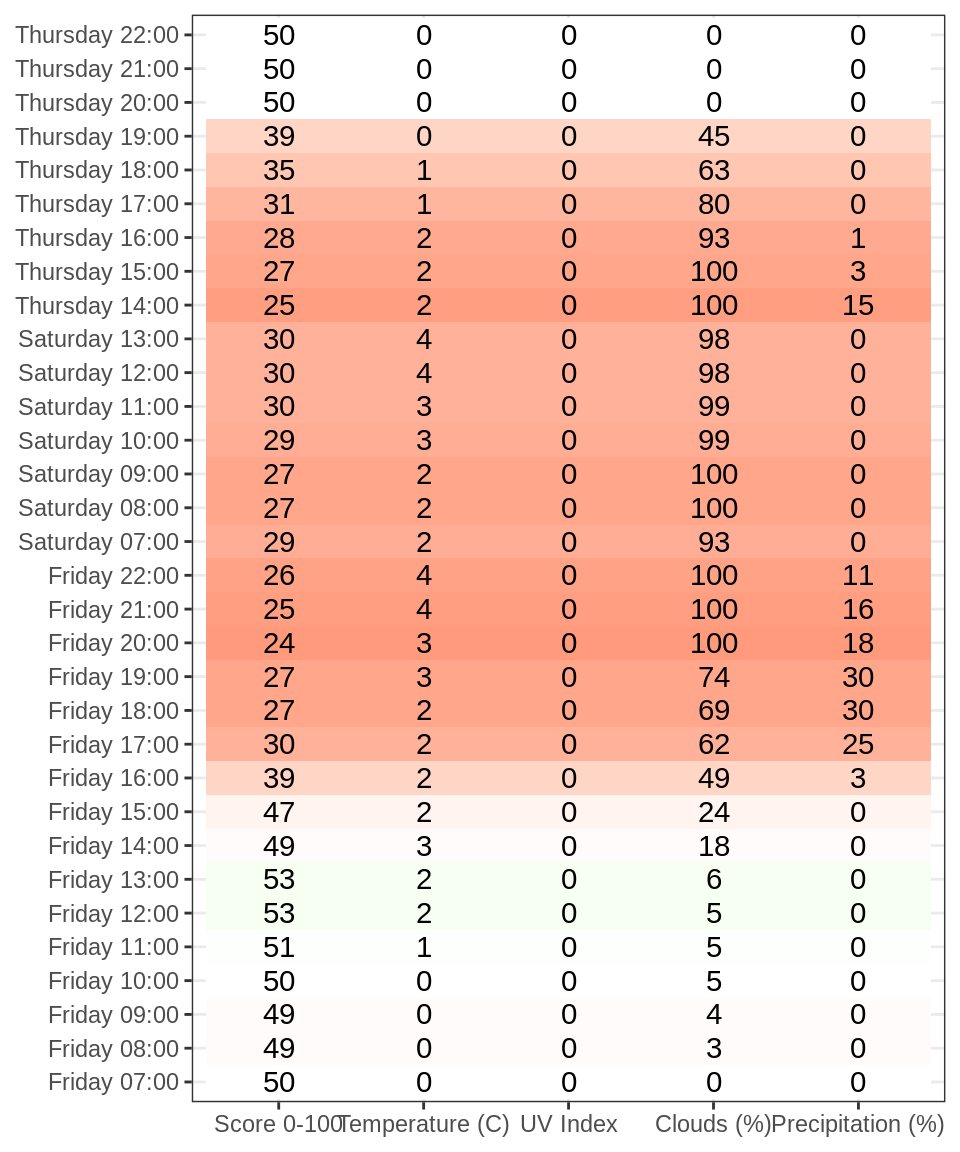 Thursday 22:00 50 0 0 0 0
Thursday 21:00 50 0 0 0 0
Thursday 20:00 50 0 0 0 0
Thursday 19:00 39 0 0 45 0
Thursday 18:00 35 1 0 63 0
Thursday 17:00 31 1 0 80 0
Thursday 16:00 28 2 0 93 1
Thursday 15:00 27 2 0 100 3
Thursday 14:00 25 2 0 100 15
Saturday 13:00 30 4 0 98 0
Saturday 12:00 30 4 0 98 0
Saturday 11:00 30 3 0 99 0
Saturday 10:00 29 3 0 99 0
Saturday 09:00 27 2 0 100 0
Saturday 08:00 27 2 0 100 0
Saturday 07:00 29 2 0 93 0
Friday 22:00 26 4 0 100 11
Friday 21:00 25 4 0 100 16
Friday 20:00 24 3 0 100 18
Friday 19:00 27 3 0 74 30
Friday 18:00 27 2 0 69 30
Friday 17:00 30 2 0 62 25
Friday 16:00 39 2 0 49 3
Friday 15:00 47 2 0 24 0
Friday 14:00 49 3 0 18 0
Friday 13:00 53 2 0 6 0
Friday 12:00 53 2 0 5 0
Friday 11:00 51 1 0 5 0
Friday 10:00 50 0 0 5 0
Friday 09:00 49 0 0 4 0
Friday 08:00 49 0 0 3 0
Friday 07:00 50 0 0 0 0
Score 0-100 Temperature (C) UV Index Clouds (%) Precipitation (%)